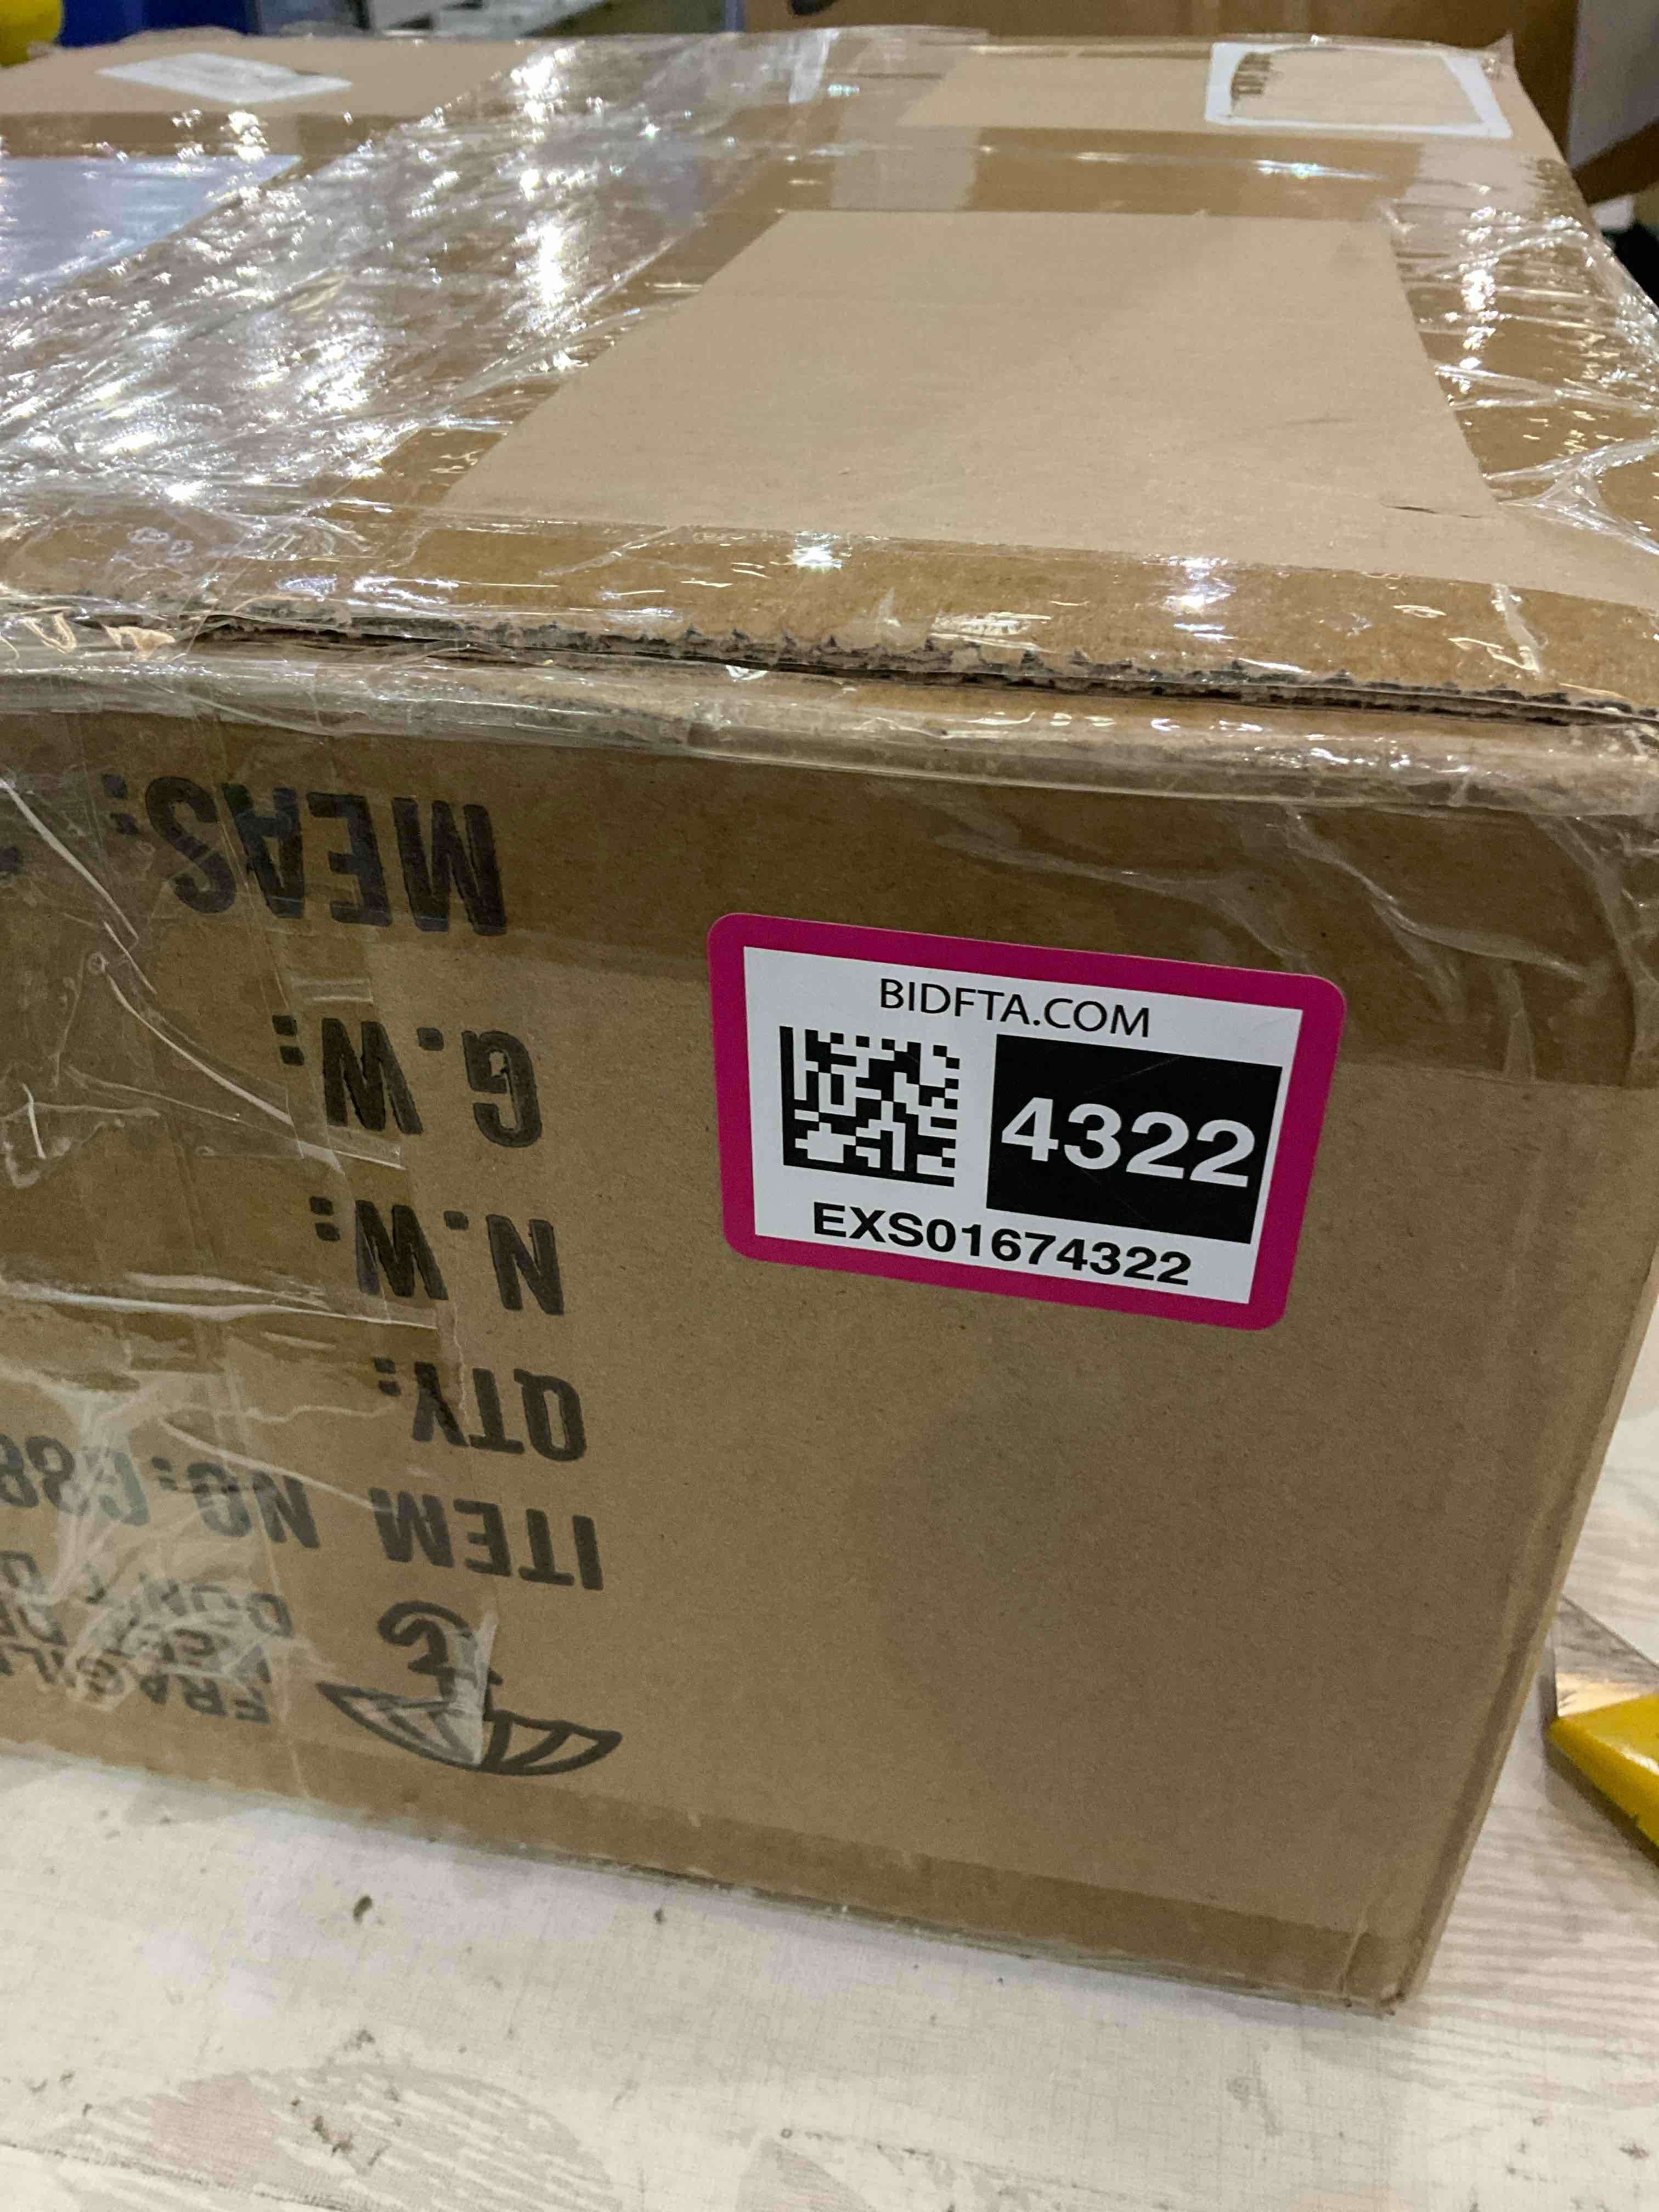 BIDFTA.COM
4322
EXS01674322
ITEM NO:
QTY:
N.W:
G.W:
MEAS: